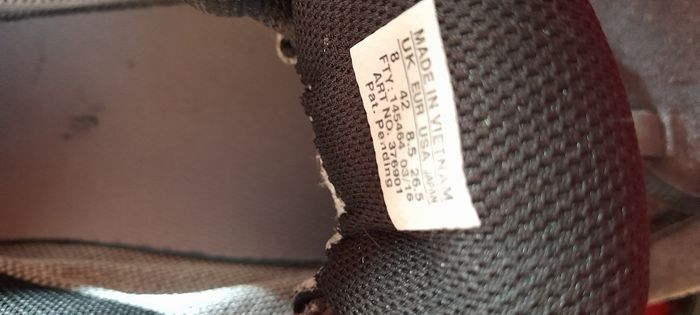 MADE IN VIETNAM
UK EUR USA JAPAN
8 42 8.5 26.5
FTY: 145464 03/16
ART NO: 376901
Pat. Pending